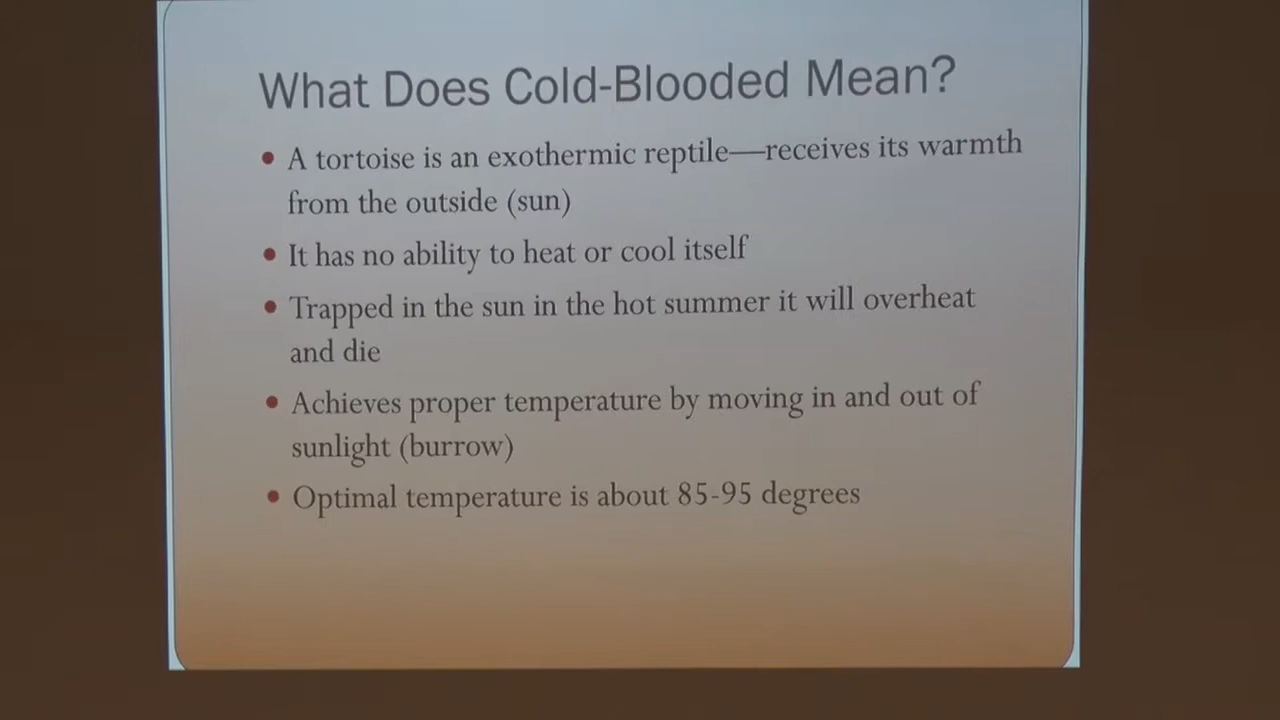 What Does Cold-Blooded Mean?
• A tortoise is an exothermic reptile—receives its warmth
from the outside (sun)
• It has no ability to heat or cool itself
• Trapped in the sun in the hot summer it will overheat
and die
• Achieves proper temperature by moving in and out of
sunlight (burrow)
• Optimal temperature is about 85-95 degrees